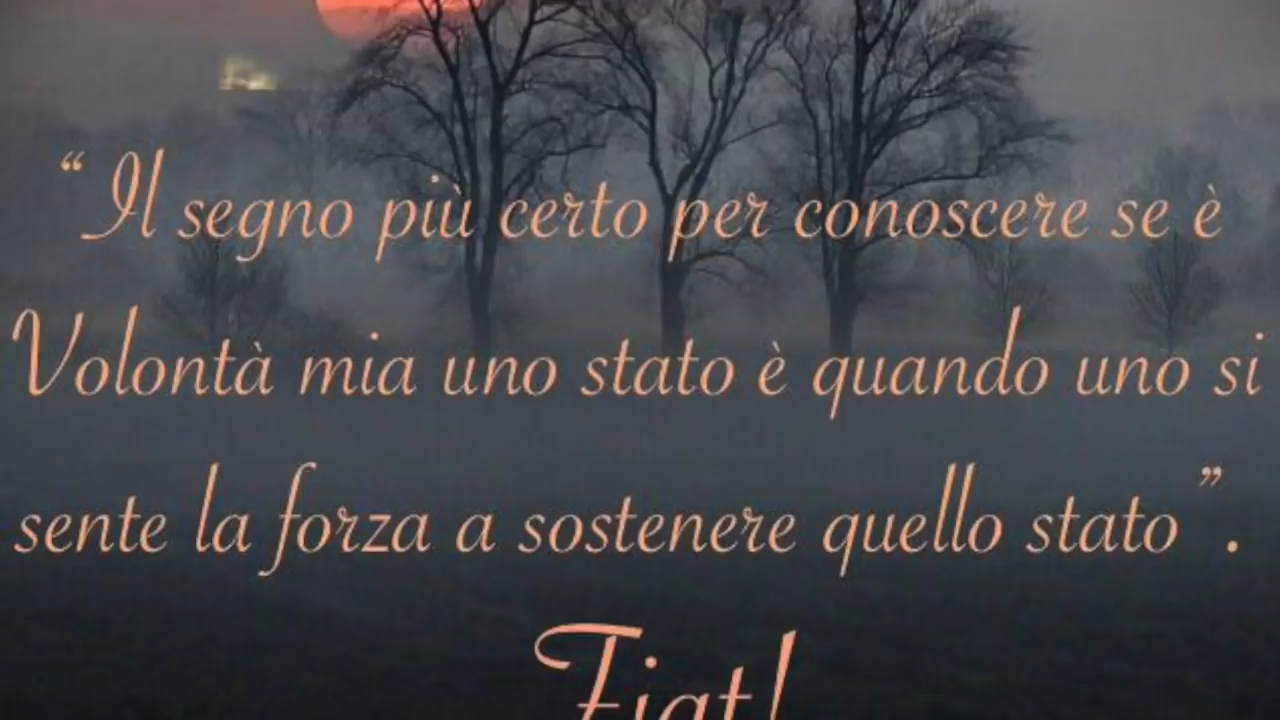 “ Il segno più certo per conoscere se è
Volontà mia uno stato è quando uno si
sente la forza a sostenere quello stato ”.
Fiat!